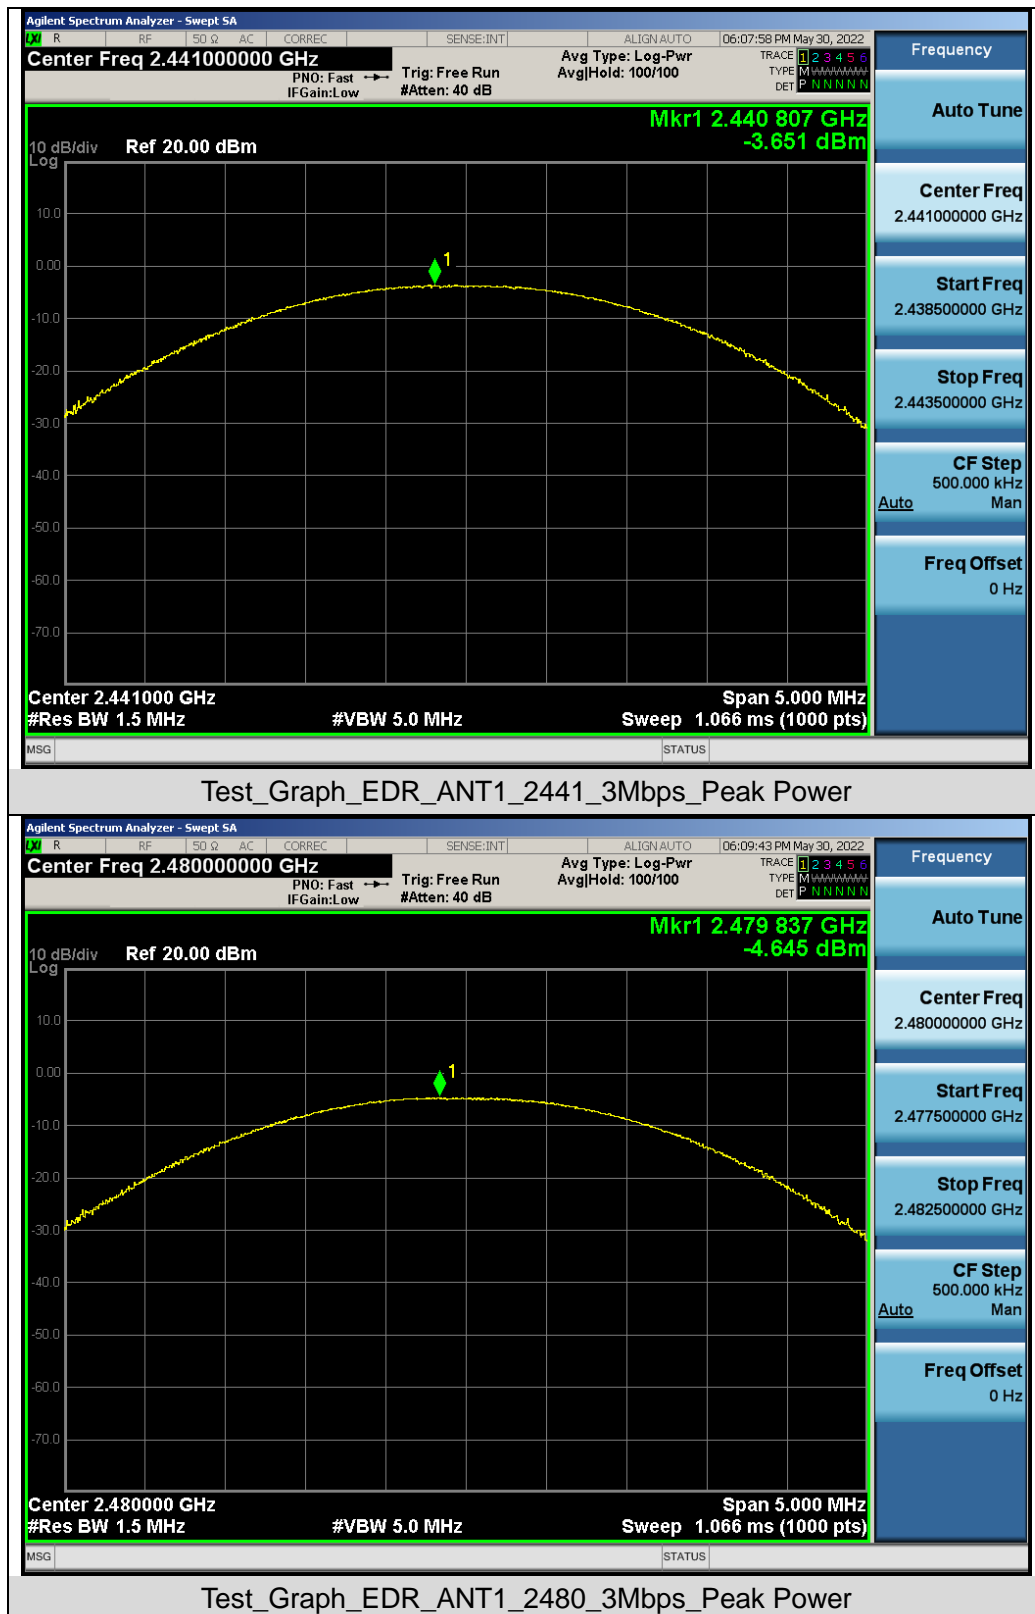 Agilent Spectrum Analyzer - Swept SA
LXI R RF 50 Ω AC CORREC SENSE:INT ALIGN AUTO 06:07:58 PM May 30, 2022
Center Freq 2.441000000 GHz
PNO: Fast
IFGain:Low
Trig: Free Run
#Atten: 40 dB
Avg Type: Log-Pwr
Avg|Hold: 100/100
TRACE 1 2 3 4 5 6
TYPE M
DET P N N N N N
Mkr1 2.440 807 GHz
-3.651 dBm
10 dB/div Ref 20.00 dBm
Log
10.0
0.00
-10.0
-20.0
-30.0
-40.0
-50.0
-60.0
-70.0
1
Center 2.441000 GHz Span 5.000 MHz
#Res BW 1.5 MHz #VBW 5.0 MHz Sweep 1.066 ms (1000 pts)
MSG STATUS
Frequency
Auto Tune
Center Freq
2.441000000 GHz
Start Freq
2.438500000 GHz
Stop Freq
2.443500000 GHz
CF Step
500.000 kHz
Auto Man
Freq Offset
0 Hz
Test_Graph_EDR_ANT1_2441_3Mbps_Peak Power
Agilent Spectrum Analyzer - Swept SA
LXI R RF 50 Ω AC CORREC SENSE:INT ALIGN AUTO 06:09:43 PM May 30, 2022
Center Freq 2.480000000 GHz
PNO: Fast
IFGain:Low
Trig: Free Run
#Atten: 40 dB
Avg Type: Log-Pwr
Avg|Hold: 100/100
TRACE 1 2 3 4 5 6
TYPE M
DET P N N N N N
Mkr1 2.479 837 GHz
-4.645 dBm
10 dB/div Ref 20.00 dBm
Log
10.0
0.00
-10.0
-20.0
-30.0
-40.0
-50.0
-60.0
-70.0
1
Center 2.480000 GHz Span 5.000 MHz
#Res BW 1.5 MHz #VBW 5.0 MHz Sweep 1.066 ms (1000 pts)
MSG STATUS
Frequency
Auto Tune
Center Freq
2.480000000 GHz
Start Freq
2.477500000 GHz
Stop Freq
2.482500000 GHz
CF Step
500.000 kHz
Auto Man
Freq Offset
0 Hz
Test_Graph_EDR_ANT1_2480_3Mbps_Peak Power